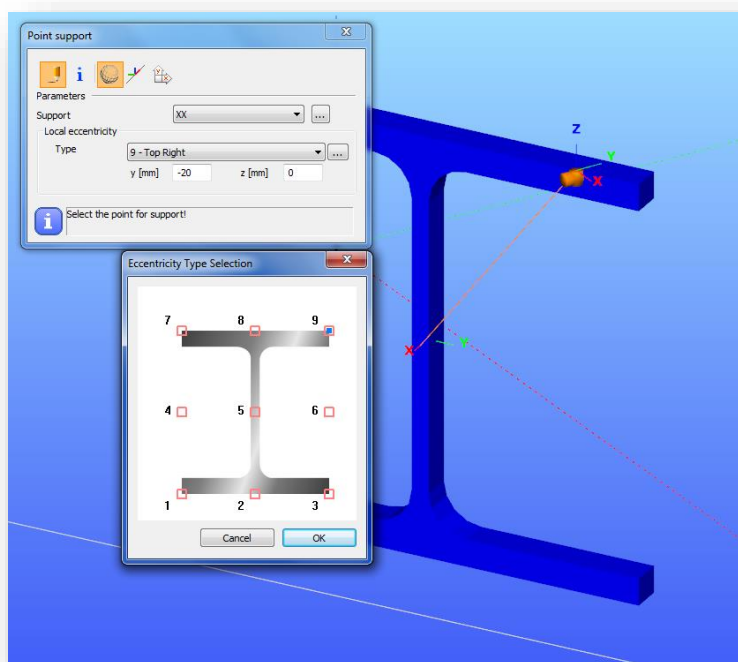 Point support
Parameters
Support XX ...
Local eccentricity
Type 9 - Top Right ...
y [mm] -20 z [mm] 0
Select the point for support!
Eccentricity Type Selection
7 8 9
4 5 6
1 2 3
Cancel OK
Z
Y
X
X
Y